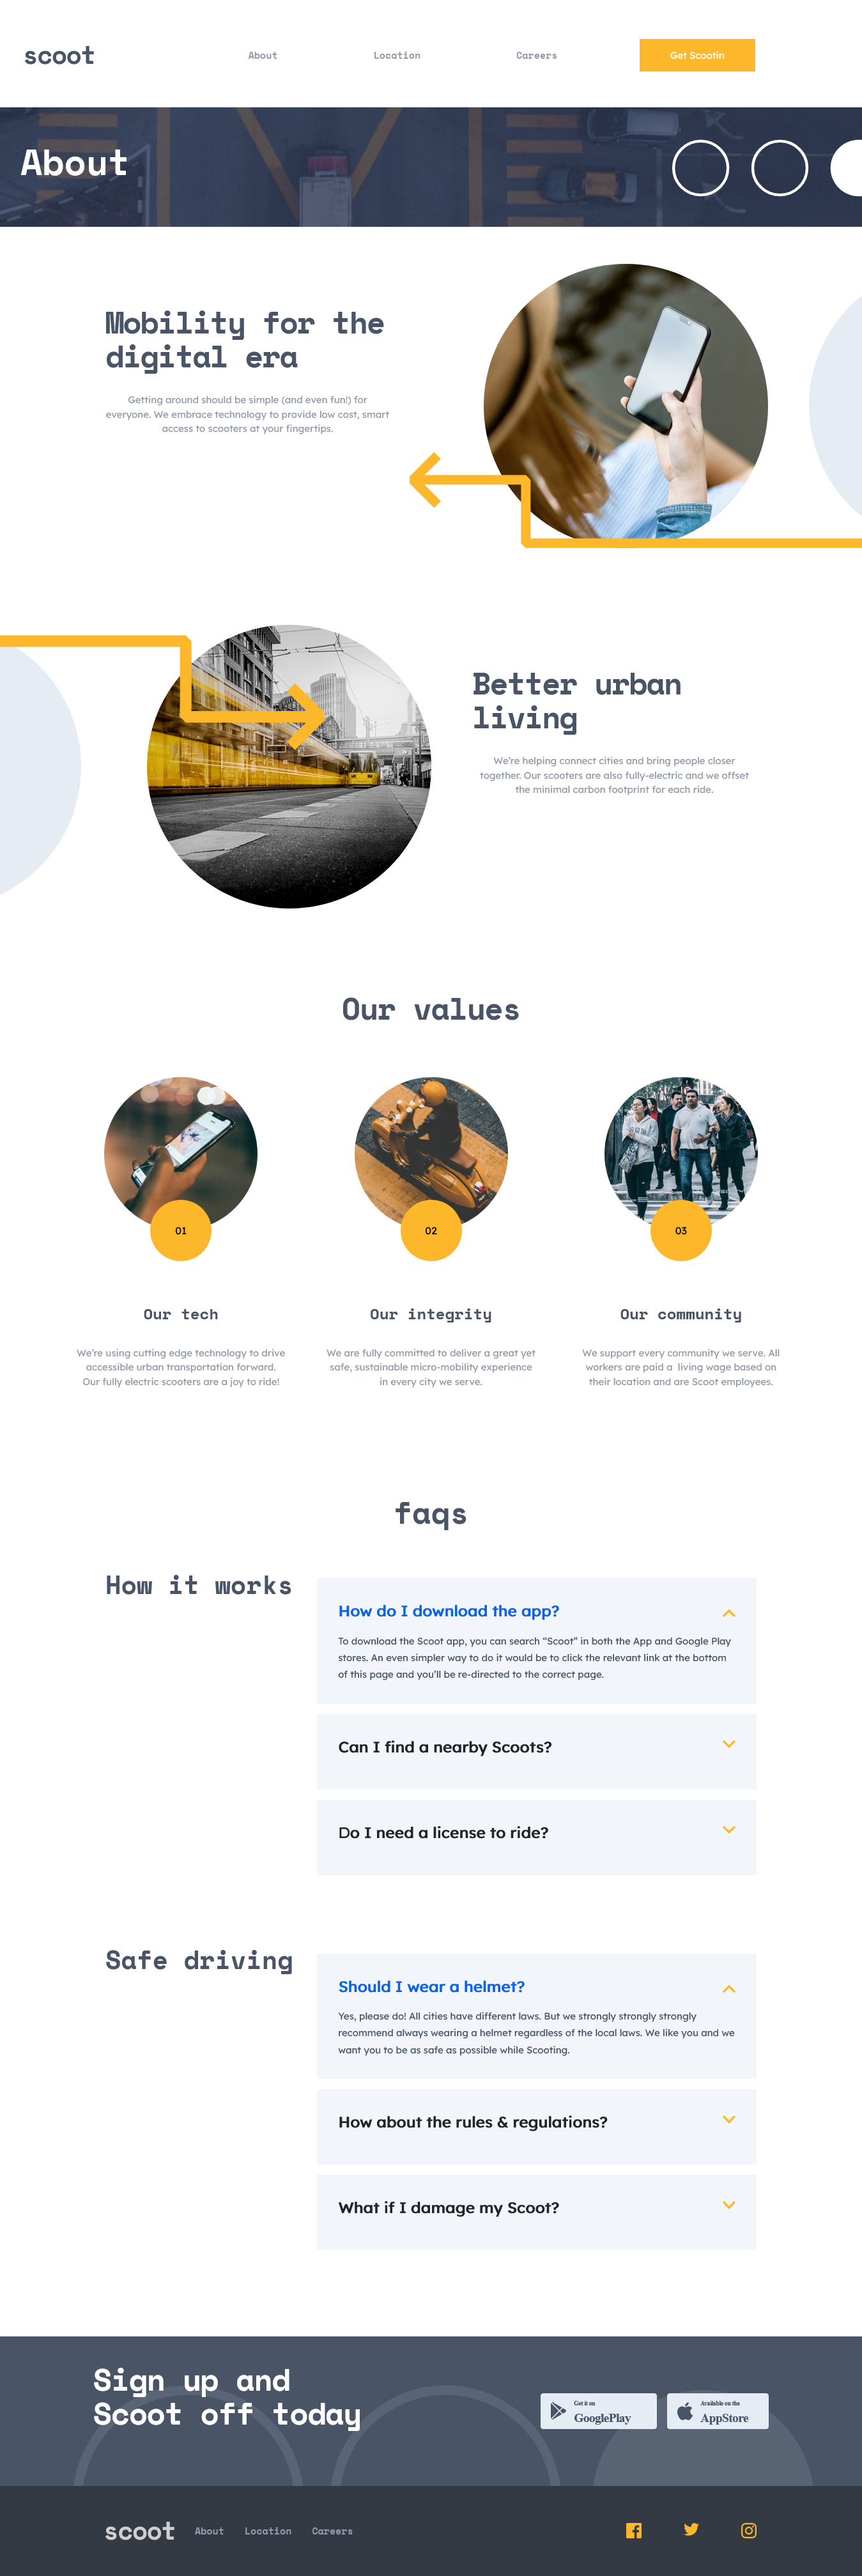 scoot
About
Location
Careers
Get Scootin
About
Mobility for the
digital era
Getting around should be simple (and even fun!) for
everyone. We embrace technology to provide low cost, smart
access to scooters at your fingertips.
Better urban
living
We’re helping connect cities and bring people closer
together. Our scooters are also fully-electric and we offset
the minimal carbon footprint for each ride.
Our values
01
02
03
Our tech
We’re using cutting edge technology to drive
accessible urban transportation forward.
Our fully electric scooters are a joy to ride!
Our integrity
We are fully committed to deliver a great yet
safe, sustainable micro-mobility experience
in every city we serve.
Our community
We support every community we serve. All
workers are paid a living wage based on
their location and are Scoot employees.
faqs
How it works
How do I download the app?
To download the Scoot app, you can search “Scoot” in both the App and Google Play
stores. An even simpler way to do it would be to click the relevant link at the bottom
of this page and you’ll be re-directed to the correct page.
Can I find a nearby Scoots?
Do I need a license to ride?
Safe driving
Should I wear a helmet?
Yes, please do! All cities have different laws. But we strongly strongly strongly
recommend always wearing a helmet regardless of the local laws. We like you and we
want you to be as safe as possible while Scooting.
How about the rules & regulations?
What if I damage my Scoot?
Sign up and
Scoot off today
Get it on
GooglePlay
Available on the
AppStore
scoot
About
Location
Careers